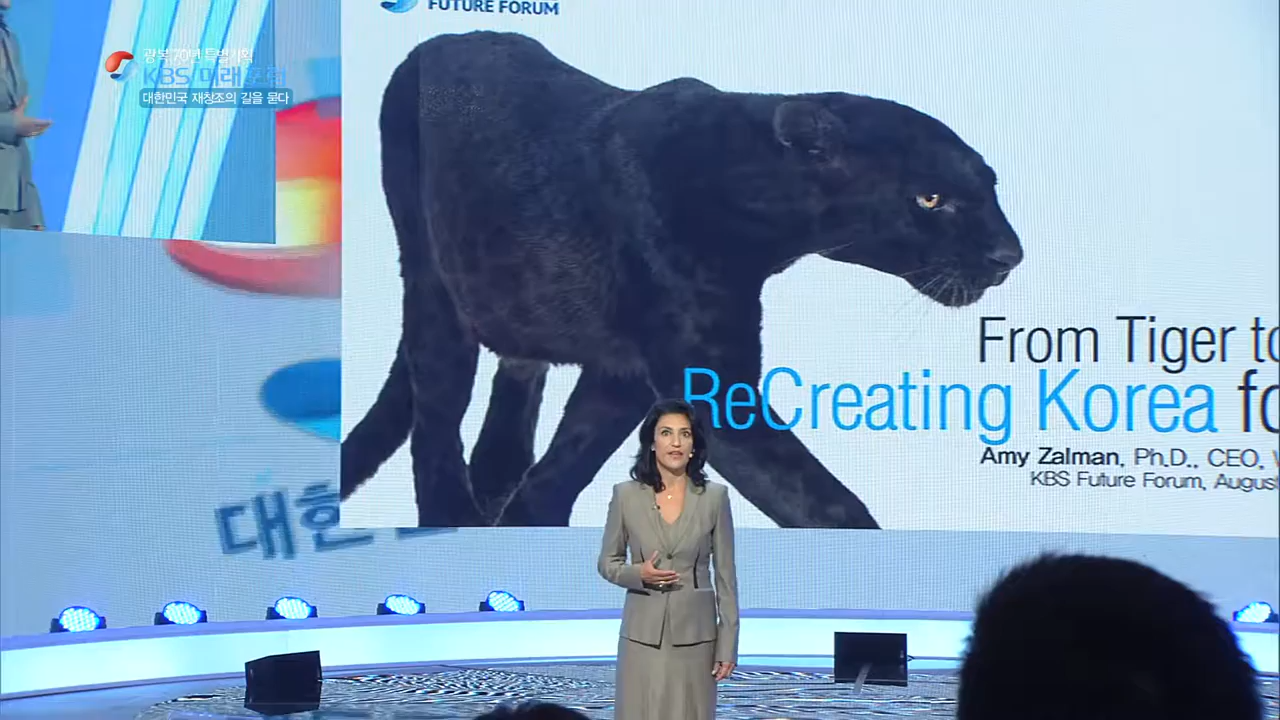 FUTURE FORUM
광복 70년 특별기획
KBS 미래포럼
대한민국 재창조의 길을 묻다
From Tiger to
ReCreating Korea fo
Amy Zalman, Ph.D., CEO, W
KBS Future Forum, August
대한